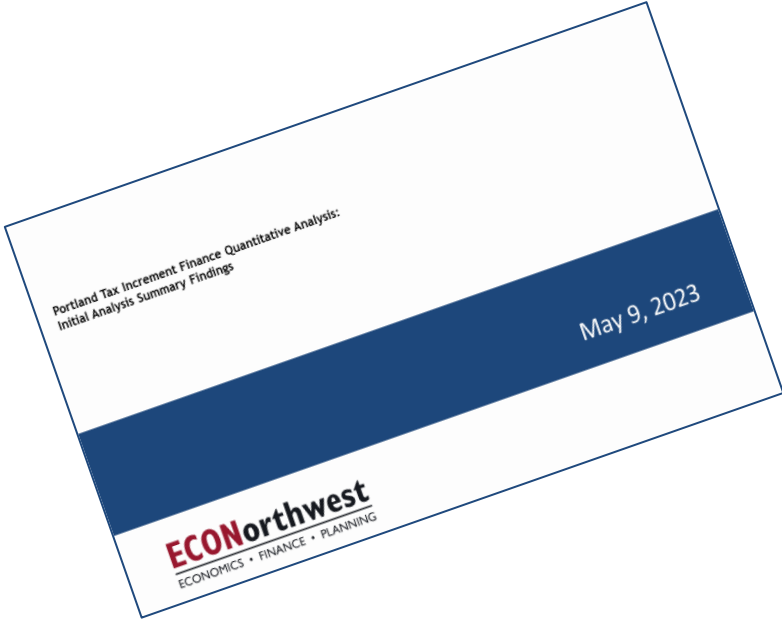 Portland Tax Increment Finance Quantitative Analysis:
Initial Analysis Summary Findings
May 9, 2023
ECONorthwest
ECONOMICS • FINANCE • PLANNING